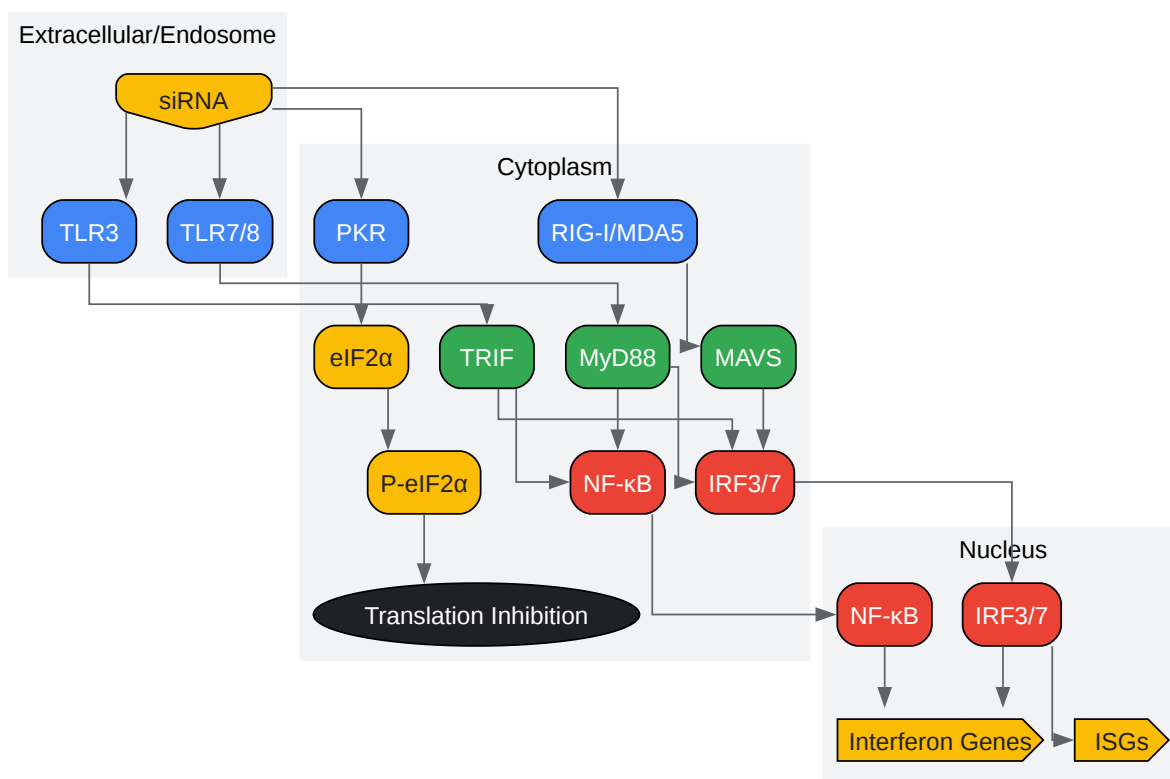 Extracellular/Endosome
siRNA
Cytoplasm
TLR3
TLR7/8
PKR
RIG-I/MDA5
eIF2α
TRIF
MyD88
MAVS
P-eIF2α
NF-κB
IRF3/7
Nucleus
Translation Inhibition
NF-κB
IRF3/7
Interferon Genes
ISGs